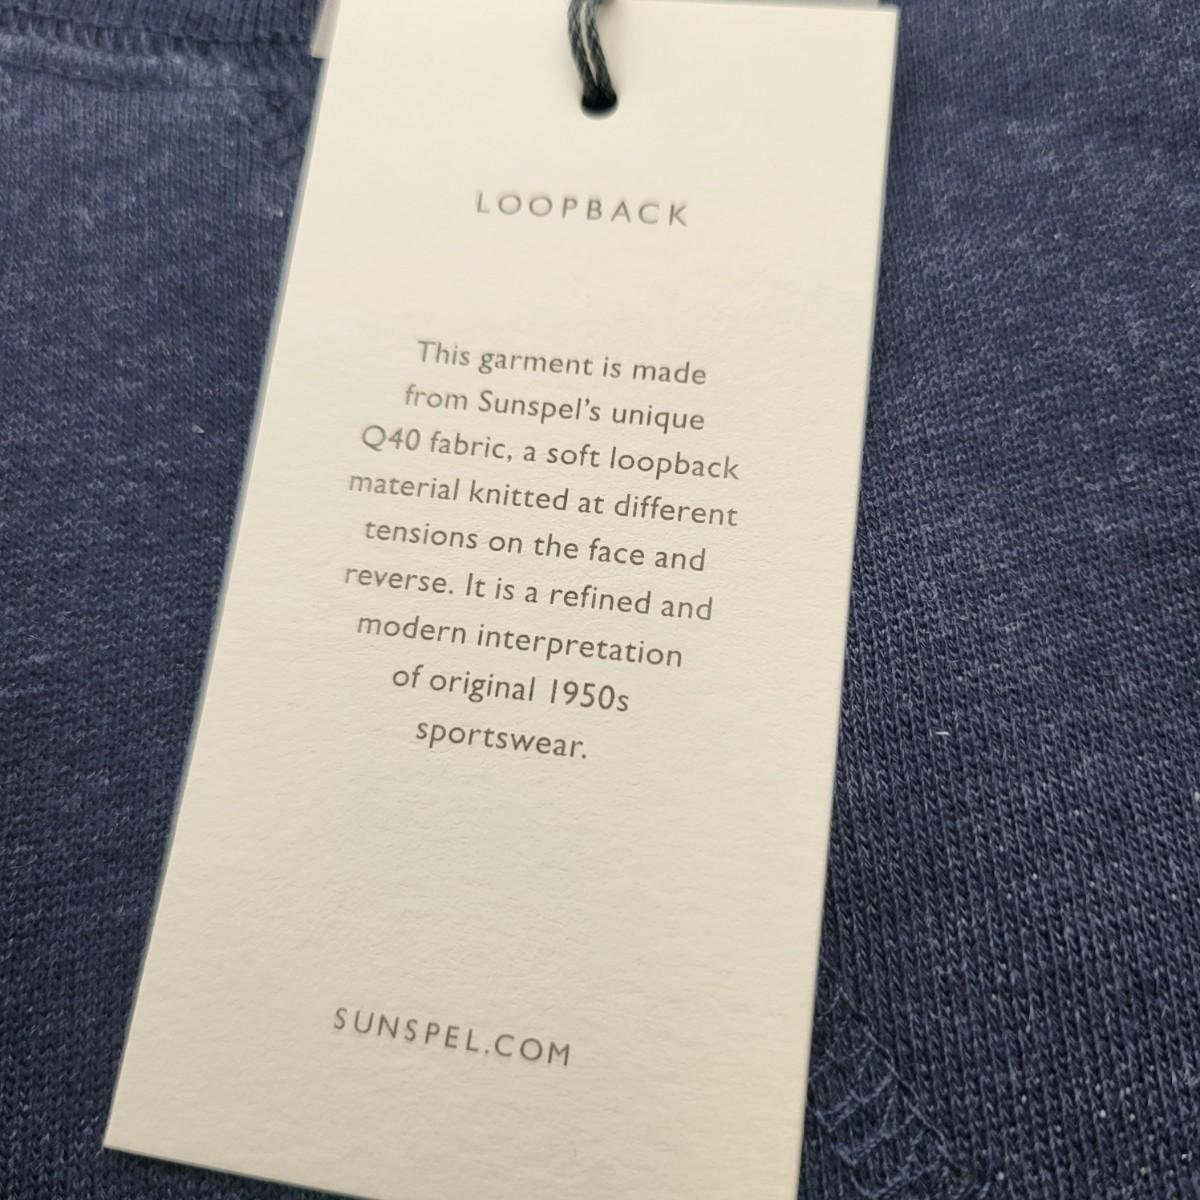 LOOPBACK
This garment is made
from Sunspel's unique
Q40 fabric, a soft loopback
material knitted at different
tensions on the face and
reverse. It is a refined and
modern interpretation
of original 1950s
sportswear.
SUNSPEL.COM